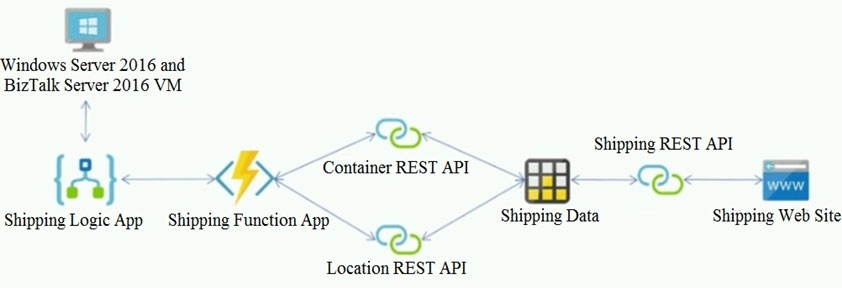 Windows Server 2016 and
BizTalk Server 2016 VM
Shipping Logic App
Shipping Function App
Container REST API
Location REST API
Shipping Data
Shipping REST API
WWW
Shipping Web Site